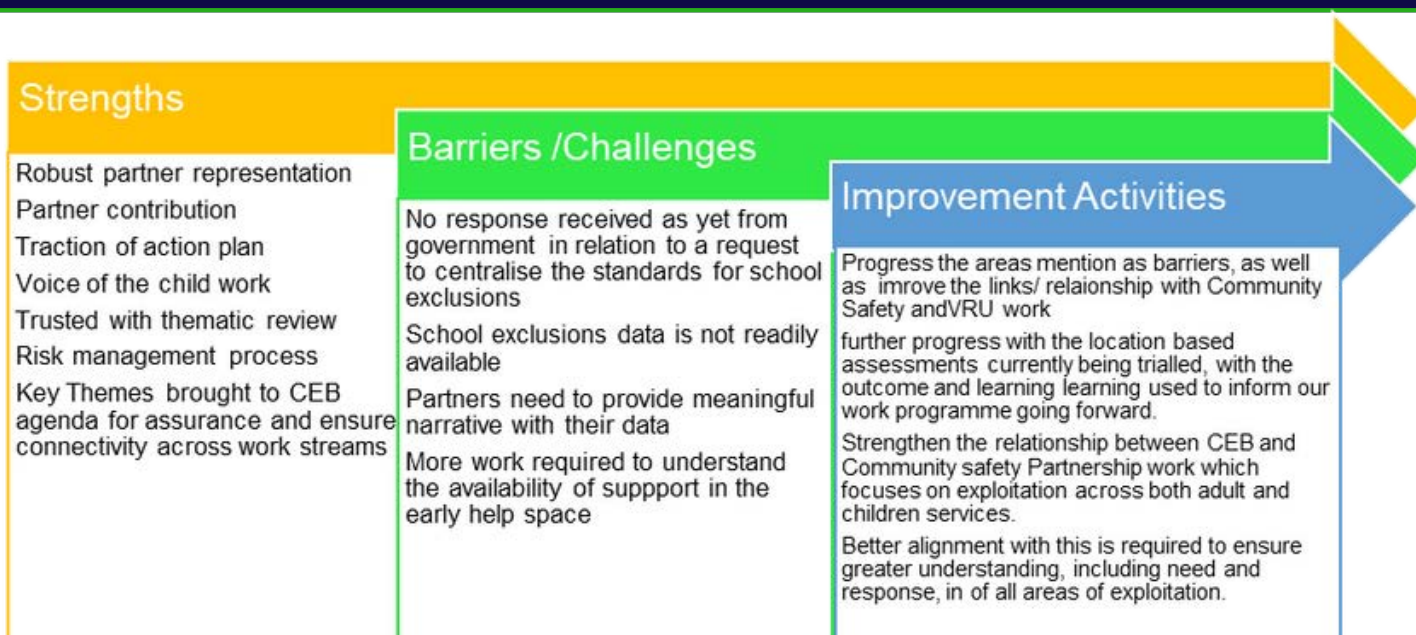 Strengths
Robust partner representation
Partner contribution
Traction of action plan
Voice of the child work
Trusted with thematic review
Risk management process
Key Themes brought to CEB
agenda for assurance and ensure
connectivity across work streams
Barriers /Challenges
No response received as yet from
government in relation to a request
to centralise the standards for school
exclusions
School exclusions data is not readily
available
Partners need to provide meaningful
narrative with their data
More work required to understand
the availability of suppport in the
early help space
Improvement Activities
Progress the areas mention as barriers, as well
as imrove the links/ relaionship with Community
Safety andVRU work
further progress with the location based
assessments currently being trialled, with the
outcome and learning learning used to inform our
work programme going forward.
Strengthen the relationship between CEB and
Community safety Partnership work which
focuses on exploitation across both adult and
children services.
Better alignment with this is required to ensure
greater understanding, including need and
response, in of all areas of exploitation.